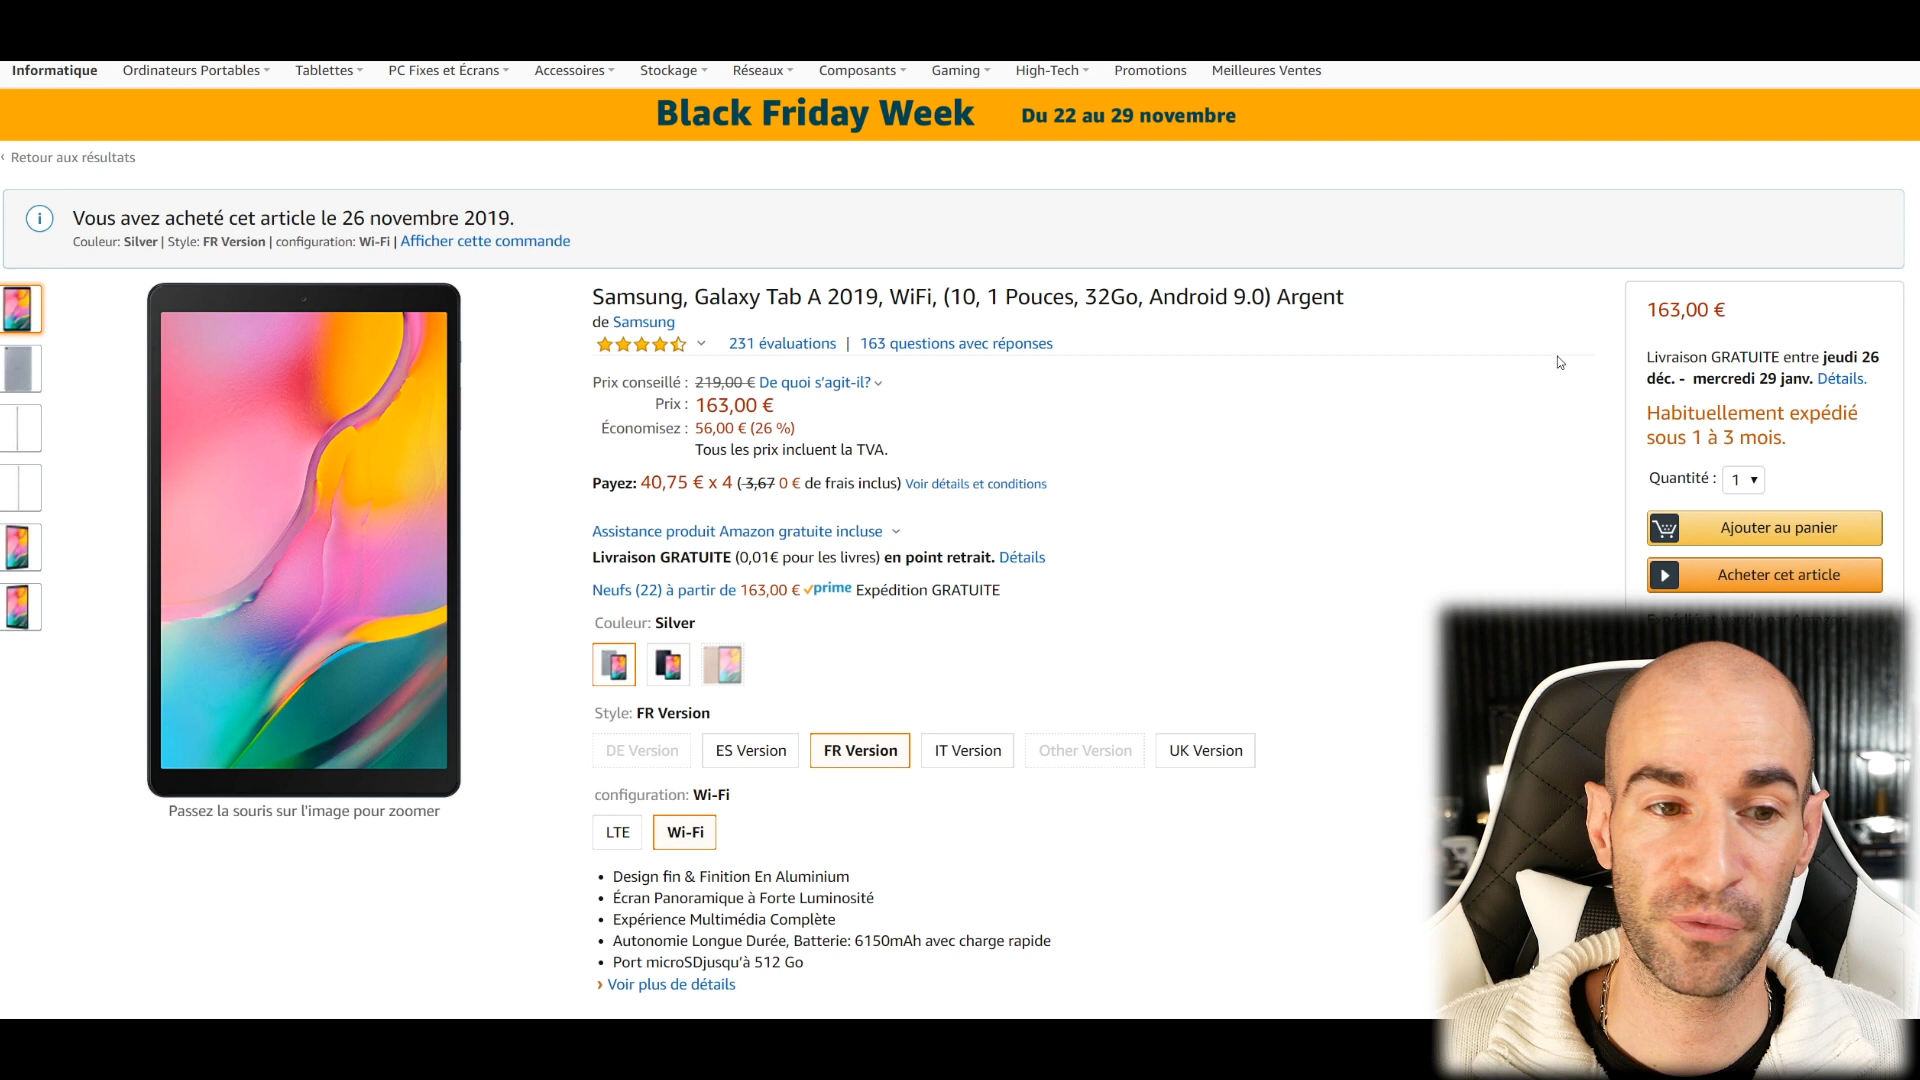 Informatique Ordinateurs Portables Tablettes PC Fixes et Écrans Accessoires Stockage Réseaux Composants Gaming High-Tech Promotions Meilleures Ventes
Black Friday Week Du 22 au 29 novembre
‹ Retour aux résultats
i Vous avez acheté cet article le 26 novembre 2019.
Couleur: Silver | Style: FR Version | configuration: Wi-Fi | Afficher cette commande
Passez la souris sur l'image pour zoomer
Samsung, Galaxy Tab A 2019, WiFi, (10, 1 Pouces, 32Go, Android 9.0) Argent
de Samsung
231 évaluations | 163 questions avec réponses
Prix conseillé : 219,00 € De quoi s'agit-il?
Prix : 163,00 €
Économisez : 56,00 € (26 %)
Tous les prix incluent la TVA.
Payez: 40,75 € x 4 (3,67 0 € de frais inclus) Voir détails et conditions
Assistance produit Amazon gratuite incluse
Livraison GRATUITE (0,01€ pour les livres) en point retrait. Détails
Neufs (22) à partir de 163,00 € prime Expédition GRATUITE
Couleur: Silver
Style: FR Version
DE Version ES Version FR Version IT Version Other Version UK Version
configuration: Wi-Fi
LTE Wi-Fi
• Design fin & Finition En Aluminium
• Écran Panoramique à Forte Luminosité
• Expérience Multimédia Complète
• Autonomie Longue Durée, Batterie: 6150mAh avec charge rapide
• Port microSDjusqu'à 512 Go
› Voir plus de détails
163,00 €
Livraison GRATUITE entre jeudi 26
déc. - mercredi 29 janv. Détails.
Habituellement expédié
sous 1 à 3 mois.
Quantité : 1
Ajouter au panier
Acheter cet article